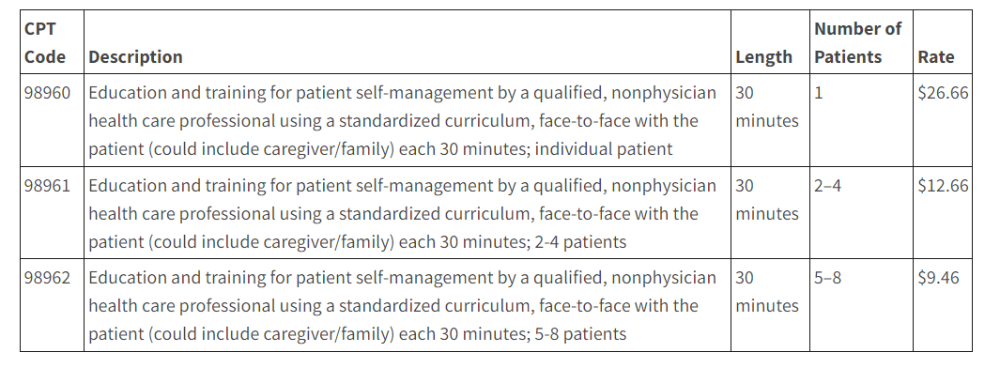 CPT Code Description Length Number of Patients Rate
98960 Education and training for patient self-management by a qualified, nonphysician 30 1 $26.66
health care professional using a standardized curriculum, face-to-face with the minutes
patient (could include caregiver/family) each 30 minutes; individual patient
98961 Education and training for patient self-management by a qualified, nonphysician 30 2–4 $12.66
health care professional using a standardized curriculum, face-to-face with the minutes
patient (could include caregiver/family) each 30 minutes; 2-4 patients
98962 Education and training for patient self-management by a qualified, nonphysician 30 5–8 $9.46
health care professional using a standardized curriculum, face-to-face with the minutes
patient (could include caregiver/family) each 30 minutes; 5-8 patients